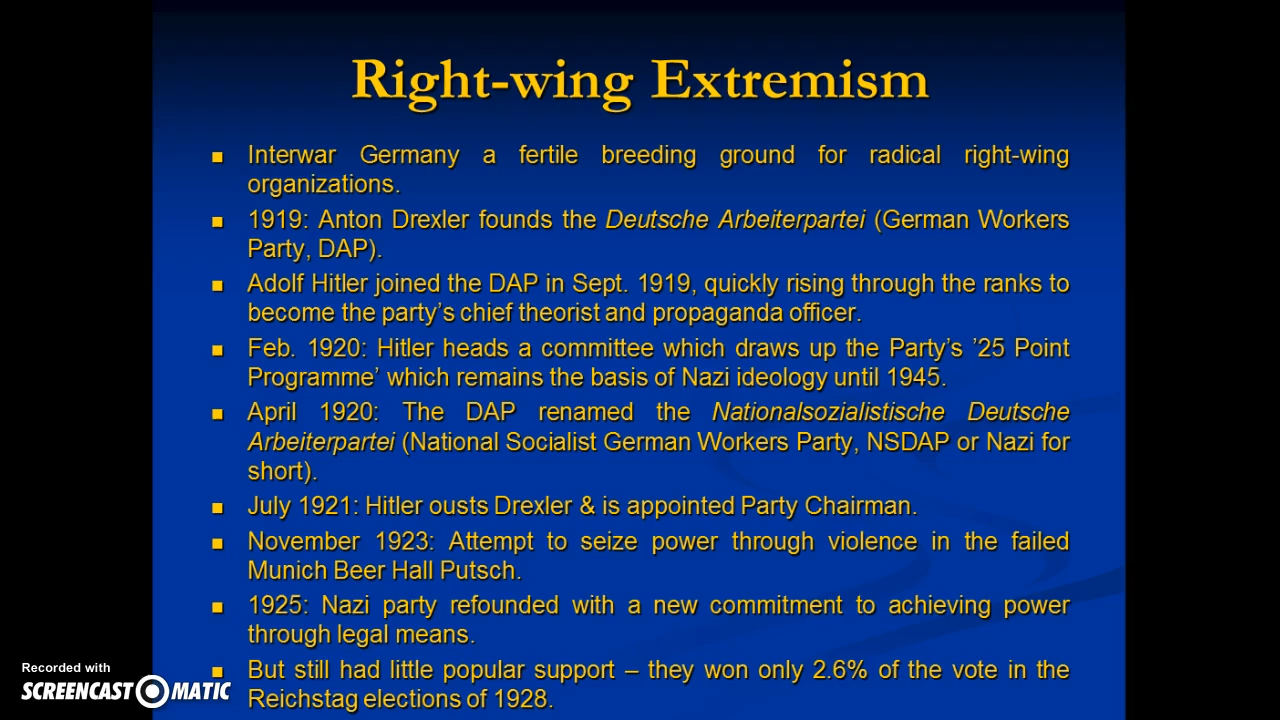 Right-wing Extremism
Interwar Germany a fertile breeding ground for radical right-wing
organizations.
1919: Anton Drexler founds the Deutsche Arbeiterpartei (German Workers
Party, DAP).
Adolf Hitler joined the DAP in Sept. 1919, quickly rising through the ranks to
become the party’s chief theorist and propaganda officer.
Feb. 1920: Hitler heads a committee which draws up the Party’s ’25 Point
Programme’ which remains the basis of Nazi ideology until 1945.
April 1920: The DAP renamed the Nationalsozialistische Deutsche
Arbeiterpartei (National Socialist German Workers Party, NSDAP or Nazi for
short).
July 1921: Hitler ousts Drexler & is appointed Party Chairman.
November 1923: Attempt to seize power through violence in the failed
Munich Beer Hall Putsch.
1925: Nazi party refounded with a new commitment to achieving power
through legal means.
But still had little popular support – they won only 2.6% of the vote in the
Reichstag elections of 1928.
Recorded with
SCREENCAST MATIC